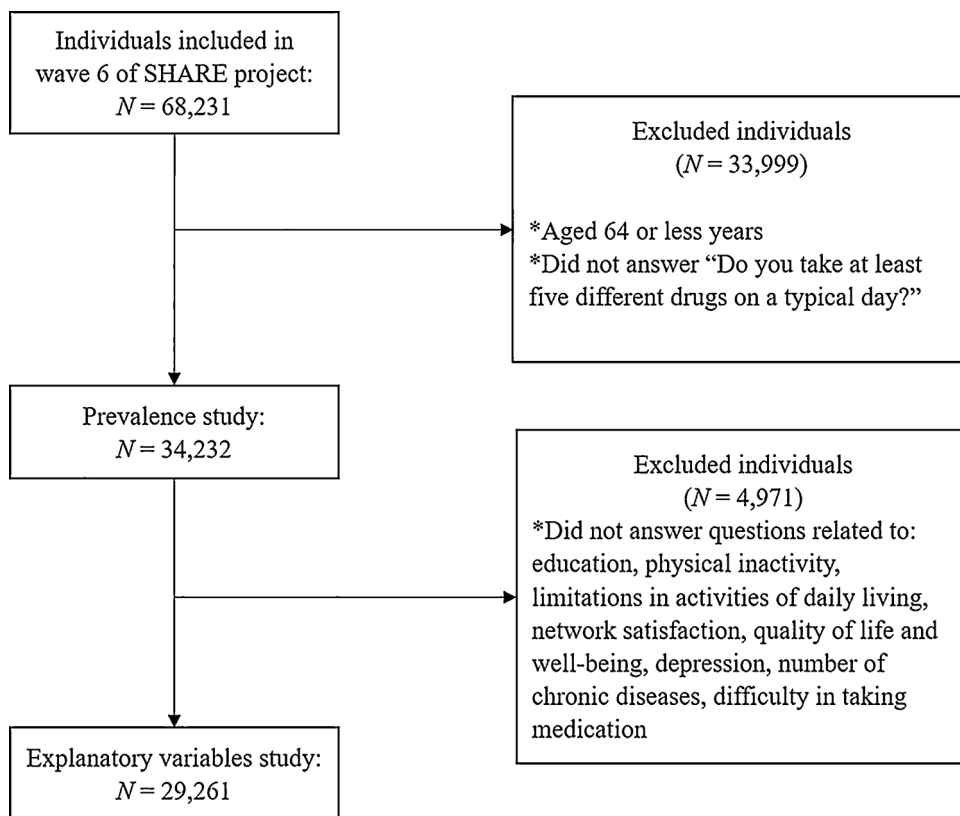 Individuals included in
wave 6 of SHARE project:
N = 68,231
Excluded individuals
(N = 33,999)
*Aged 64 or less years
*Did not answer “Do you take at least
five different drugs on a typical day?”
Prevalence study:
N = 34,232
Excluded individuals
(N = 4,971)
*Did not answer questions related to:
education, physical inactivity,
limitations in activities of daily living,
network satisfaction, quality of life and
well-being, depression, number of
chronic diseases, difficulty in taking
medication
Explanatory variables study:
N = 29,261